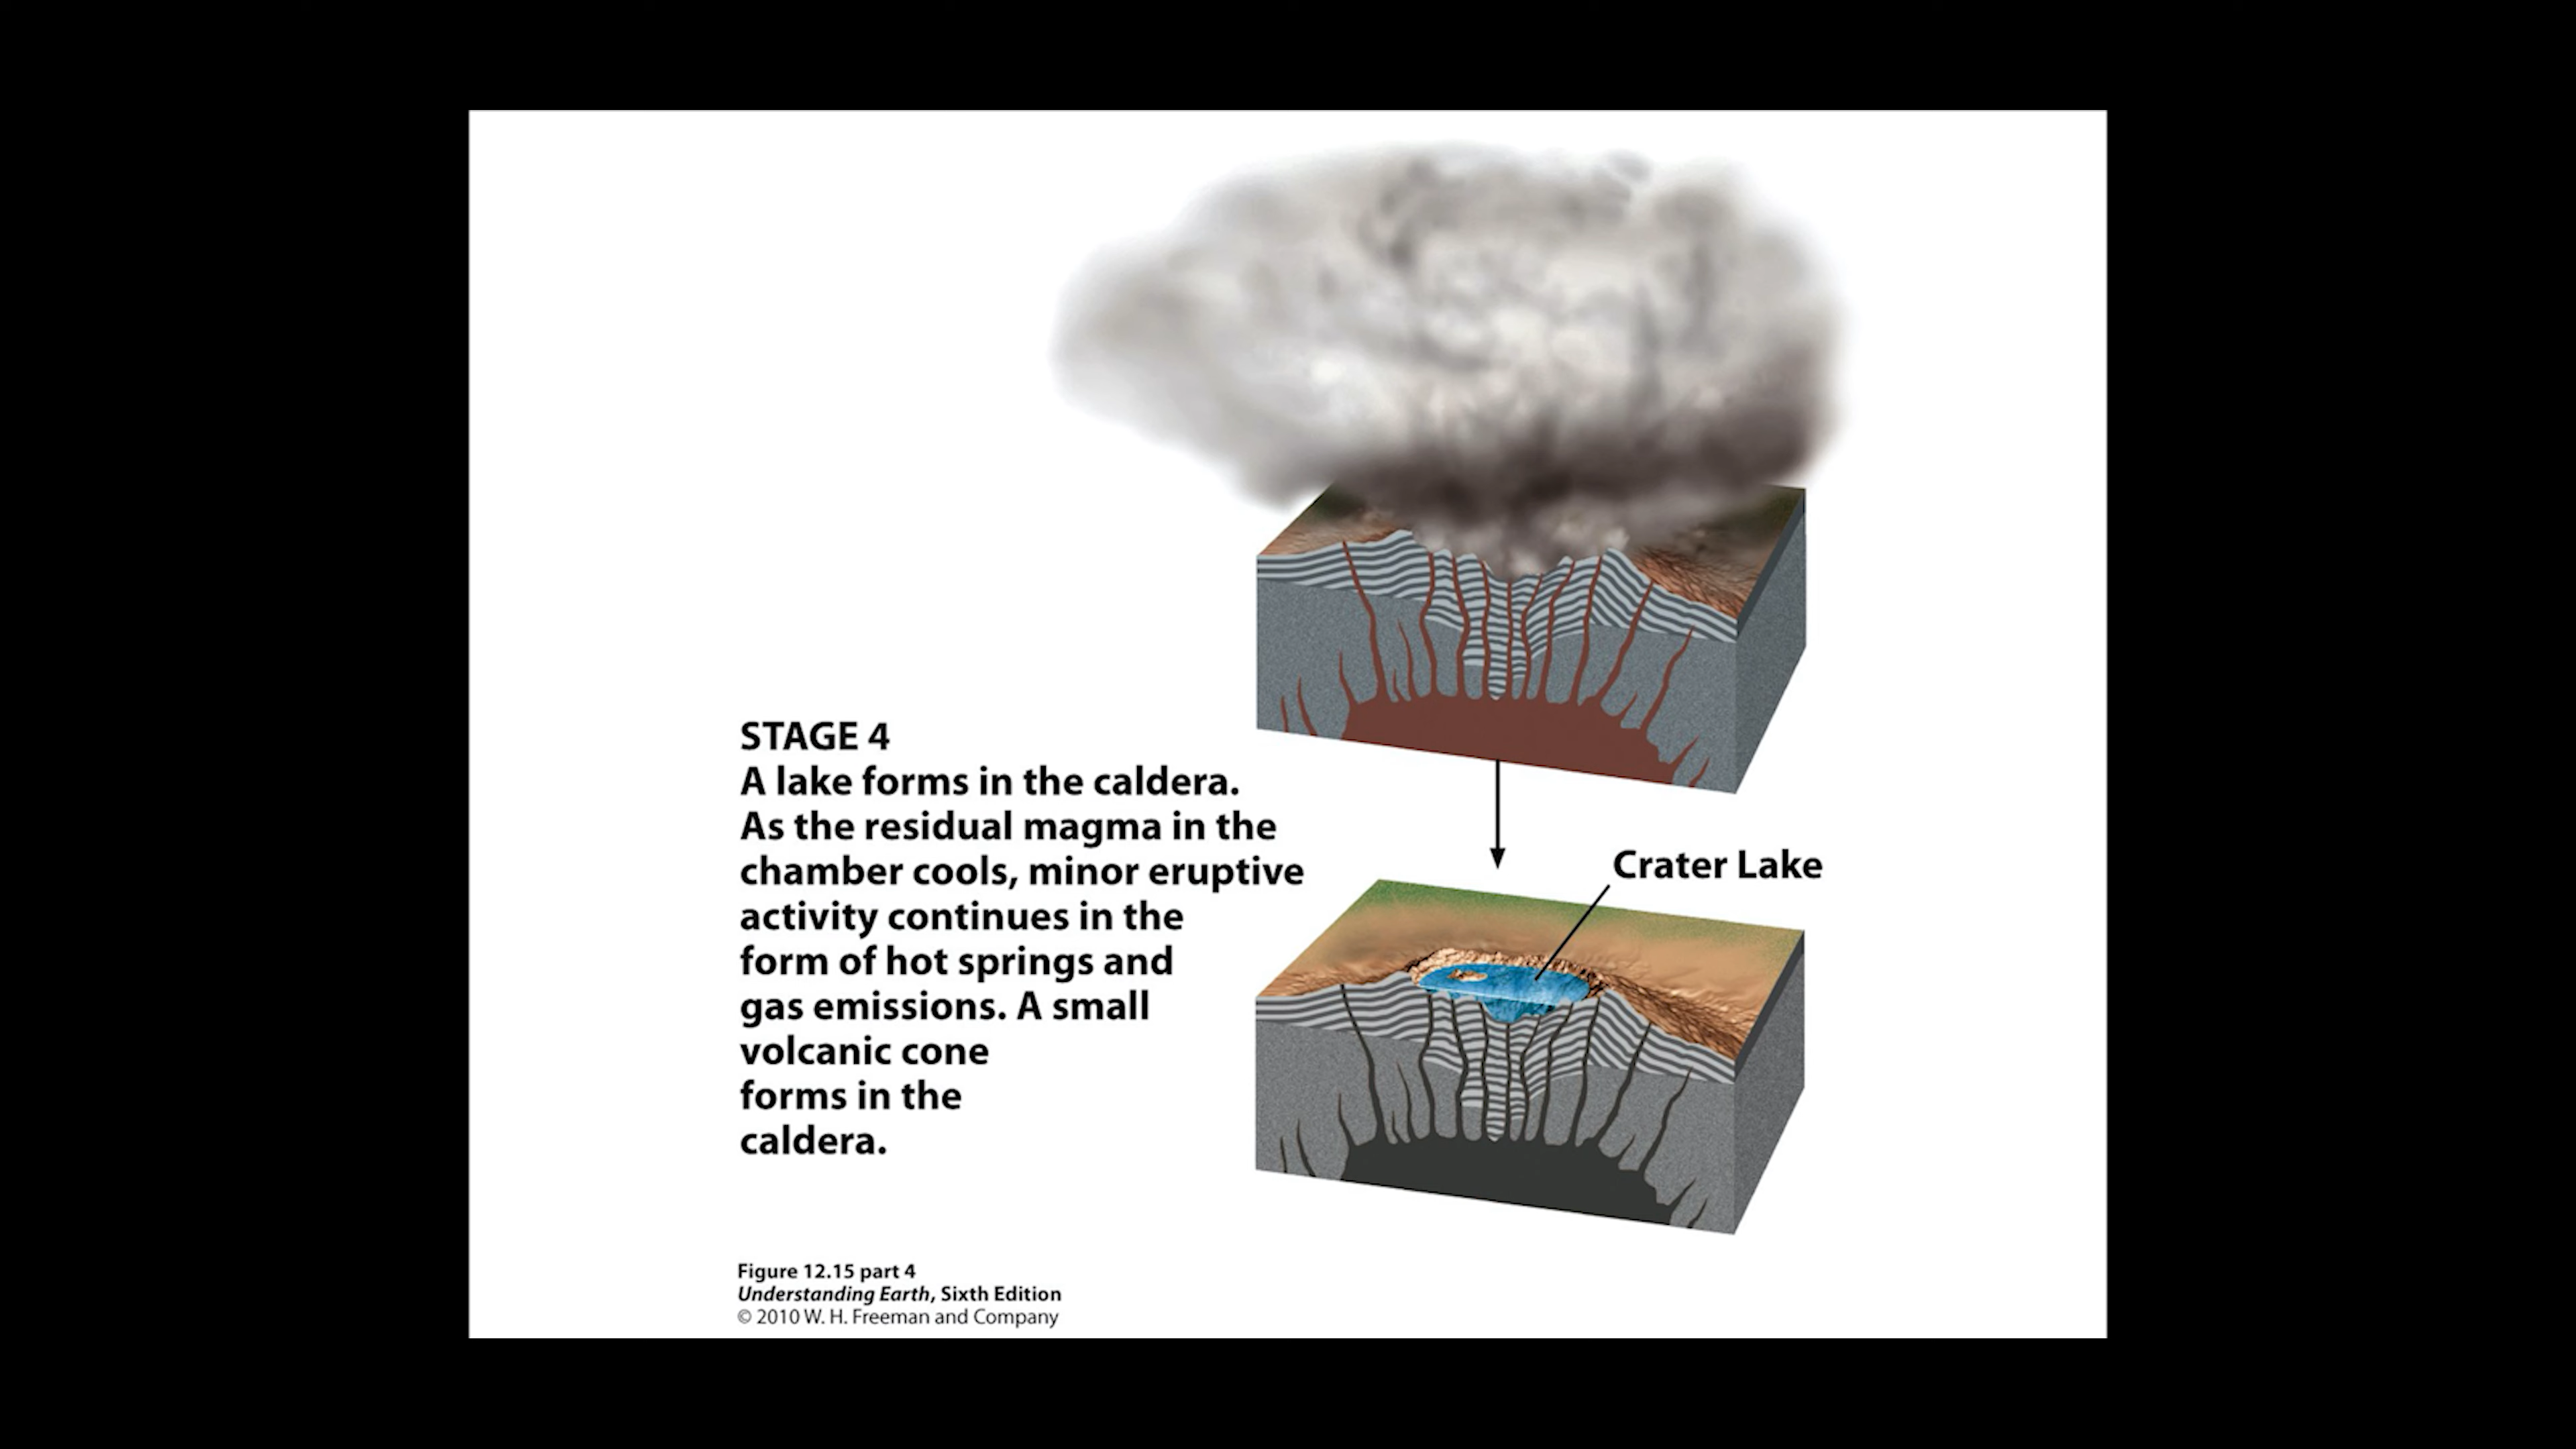 STAGE 4
A lake forms in the caldera.
As the residual magma in the
chamber cools, minor eruptive
activity continues in the
form of hot springs and
gas emissions. A small
volcanic cone
forms in the
caldera.
Crater Lake
Figure 12.15 part 4
Understanding Earth, Sixth Edition
© 2010 W. H. Freeman and Company